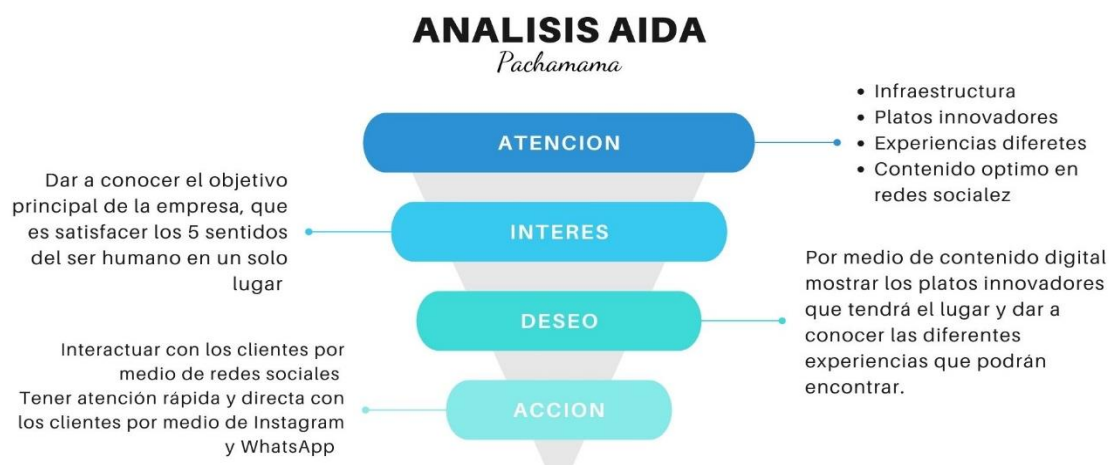 ANALISIS AIDA
Pachamama
ATENCION
• Infraestructura
• Platos innovadores
• Experiencias diferetes
• Contenido optimo en
redes socialez
INTERES
Dar a conocer el objetivo
principal de la empresa, que
es satisfacer los 5 sentidos
del ser humano en un solo
lugar
DESEO
Por medio de contenido digital
mostrar los platos innovadores
que tendrá el lugar y dar a
conocer las diferentes
experiencias que podrán
encontrar.
ACCION
Interactuar con los clientes por
medio de redes sociales
Tener atención rápida y directa con
los clientes por medio de Instagram
y WhatsApp